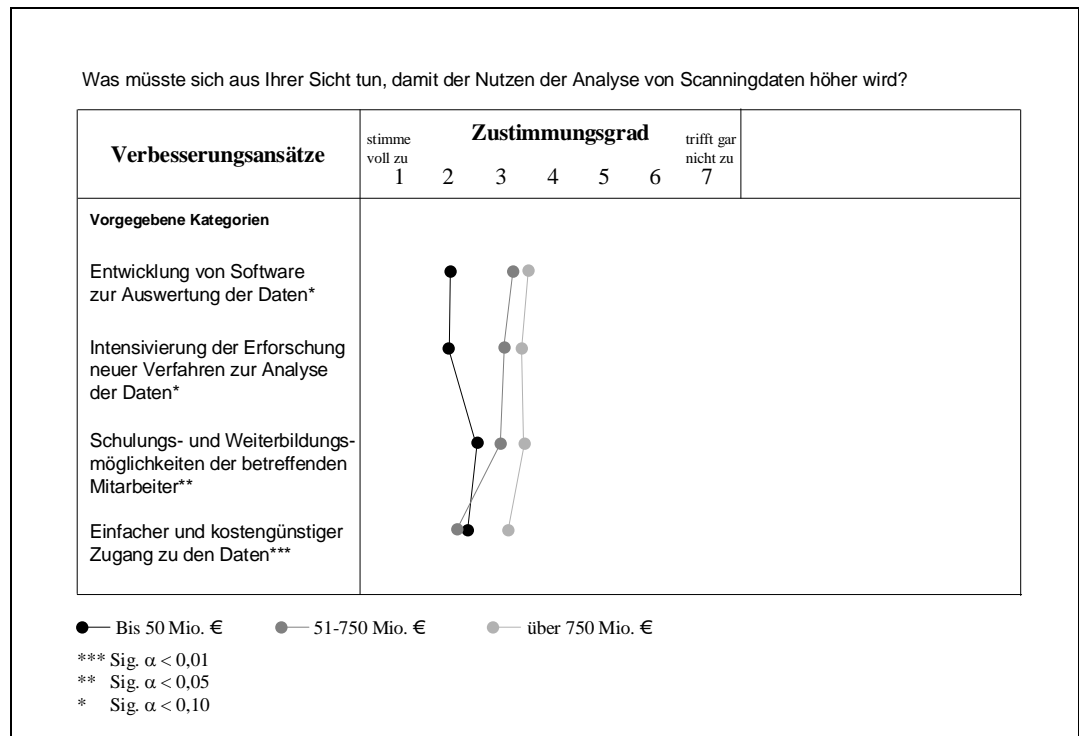 Was müsste sich aus Ihrer Sicht tun, damit der Nutzen der Analyse von Scanningdaten höher wird?
Verbesserungsansätze
stimme
voll zu
Zustimmungsgrad
trifft gar
nicht zu
1 2 3 4 5 6 7
Vorgegebene Kategorien
Entwicklung von Software
zur Auswertung der Daten*
Intensivierung der Erforschung
neuer Verfahren zur Analyse
der Daten*
Schulungs- und Weiterbildungs-
möglichkeiten der betreffenden
Mitarbeiter**
Einfacher und kostengünstiger
Zugang zu den Daten***
Bis 50 Mio. € 51-750 Mio. € über 750 Mio. €
*** Sig. α < 0,01
** Sig. α < 0,05
* Sig. α < 0,10